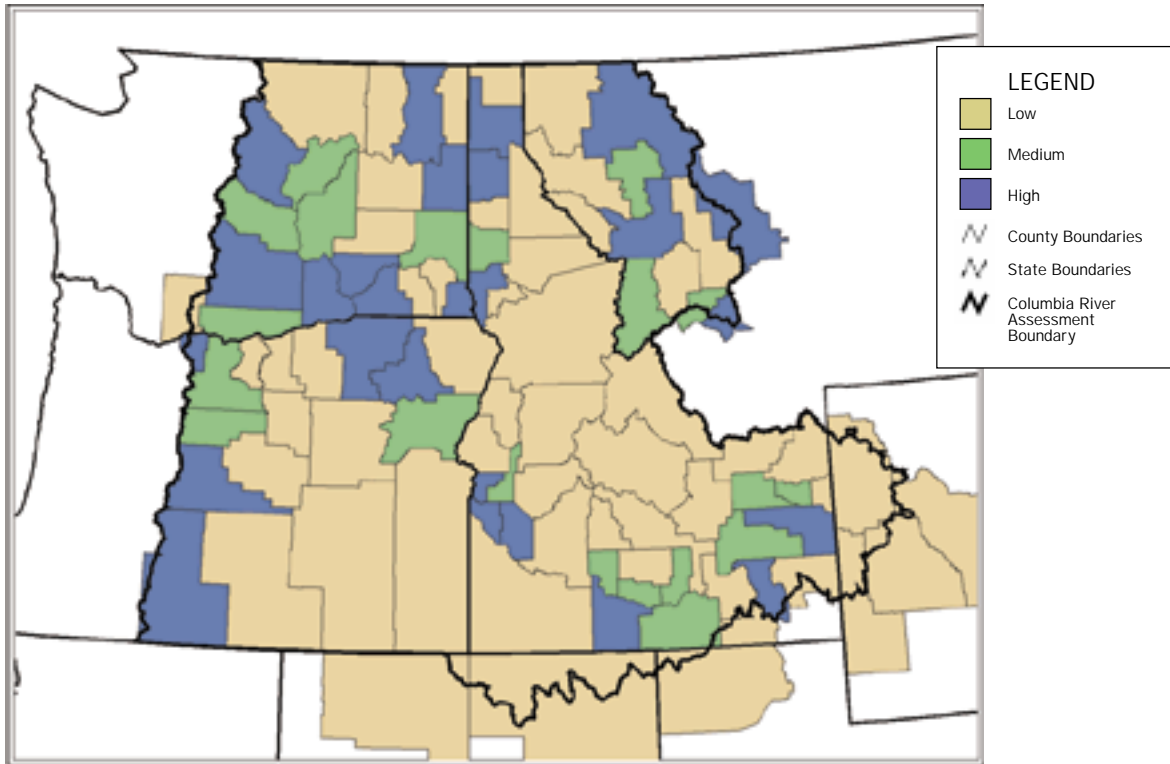 LEGEND
Low
Medium
High
County Boundaries
State Boundaries
Columbia River
Assessment
Boundary